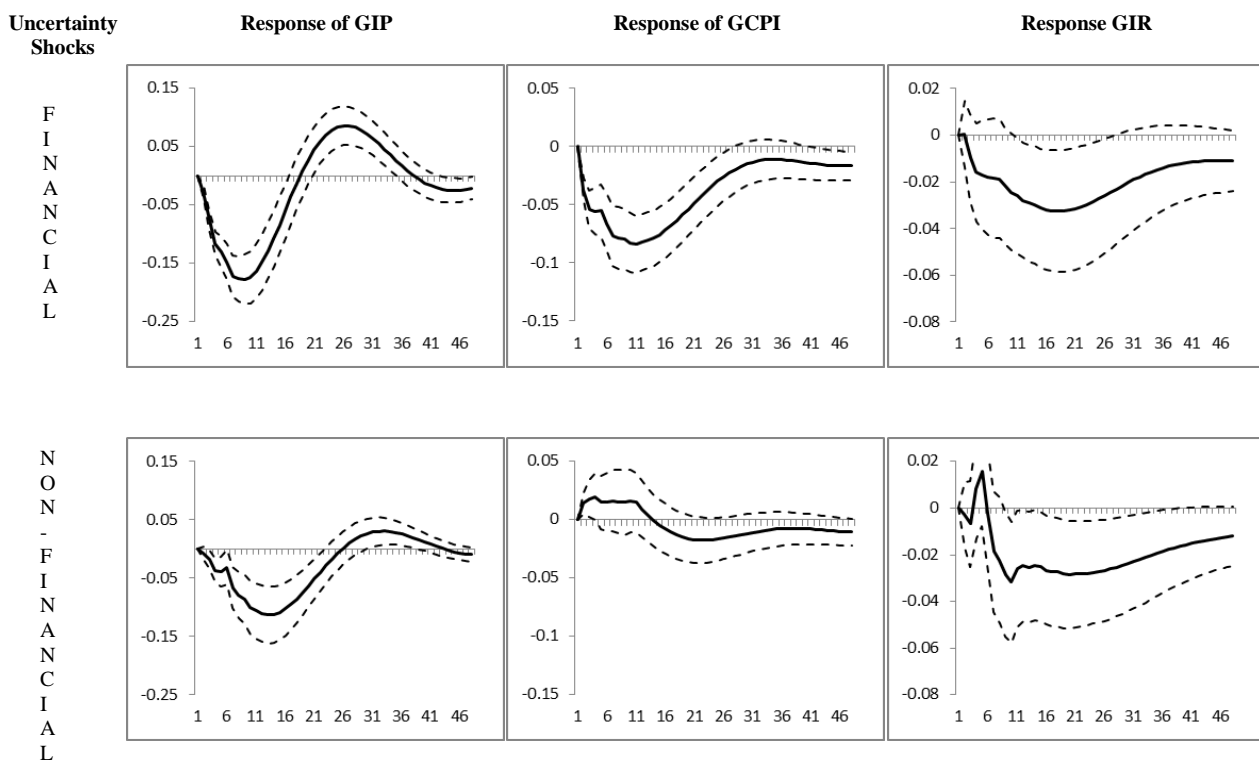 Uncertainty Shocks
Response of GIP
Response of GCPI
Response GIR
FINANCIAL
0.15
0.05
-0.05
-0.15
-0.25
1 6 11 16 21 26 31 36 41 46
0.05
0
-0.05
-0.1
-0.15
1 6 11 16 21 26 31 36 41 46
0.02
0
-0.02
-0.04
-0.06
-0.08
1 6 11 16 21 26 31 36 41 46
NON-FINANCIAL
0.15
0.05
-0.05
-0.15
-0.25
1 6 11 16 21 26 31 36 41 46
0.05
0
-0.05
-0.1
-0.15
1 6 11 16 21 26 31 36 41 46
0.02
0
-0.02
-0.04
-0.06
-0.08
1 6 11 16 21 26 31 36 41 46